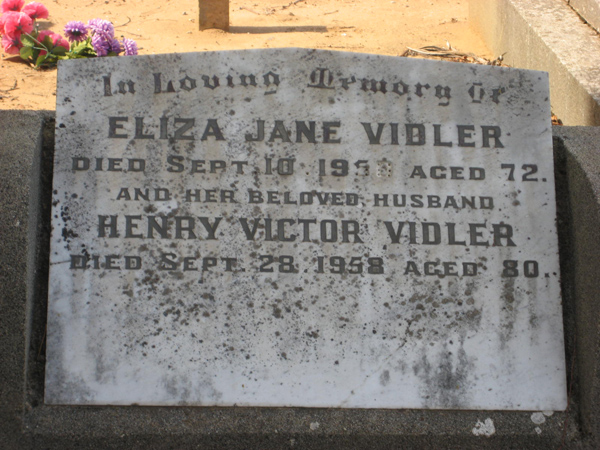 In Loving Memory Of
ELIZA JANE VIDLER
DIED SEPT. 10 AGED 72.
AND HER BELOVED HUSBAND
HENRY VICTOR VIDLER
DIED SEPT. 28 1958 AGED 80.